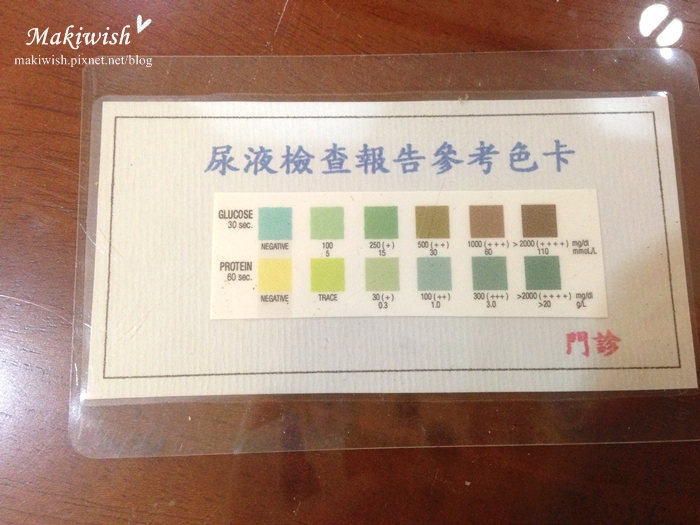 Makiwish
makiwish.pixnet.net/blog
尿液檢查報告參考色卡
GLUCOSE
30 sec.
NEGATIVE 100 250 (+) 500 (++) 1000 (+++) > 2000 (++++) mg/dl
5 15 30 60 110 mmoL/L
PROTEIN
60 sec.
NEGATIVE TRACE 30 (+) 100 (++) 300 (+++) >2000 (++++) mg/dl
0.3 1.0 3.0 >20 g/L
門診